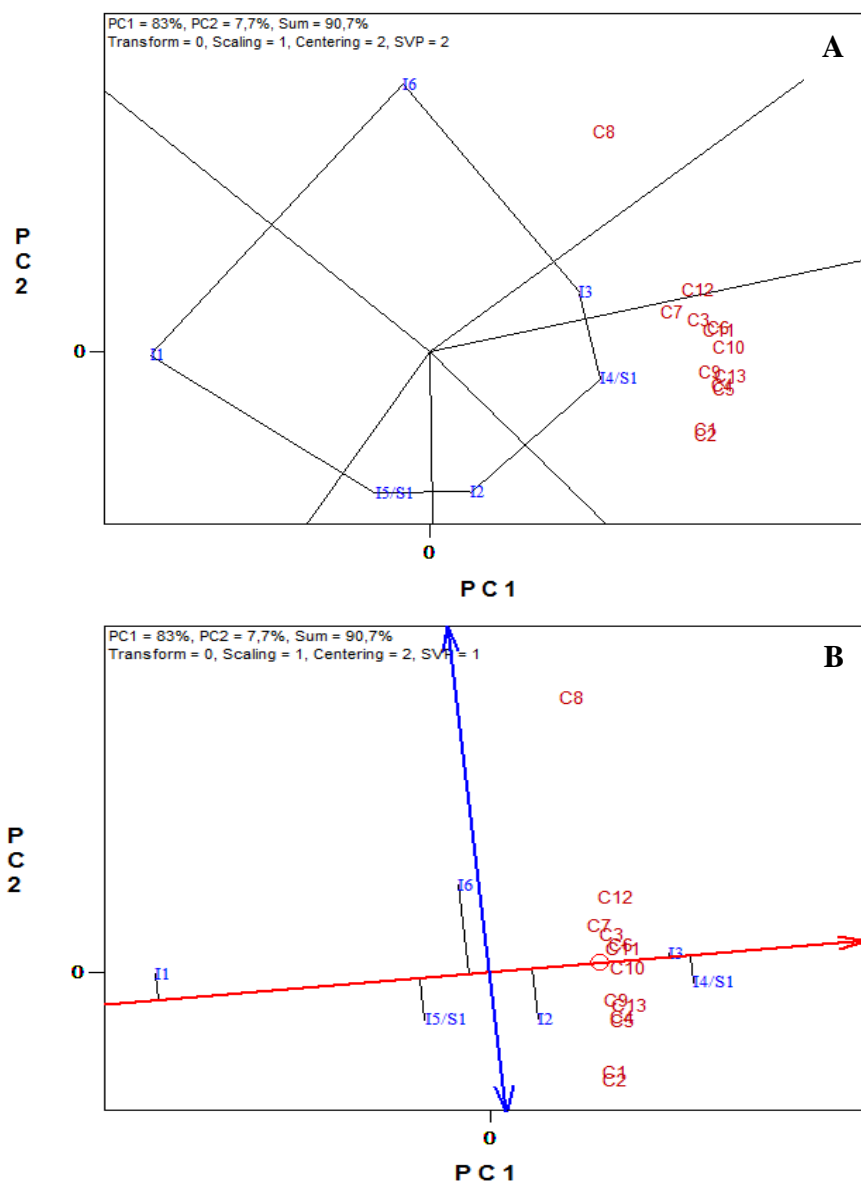 PC1 = 83%, PC2 = 7,7%, Sum = 90,7%
Transform = 0, Scaling = 1, Centering = 2, SVP = 2
A
I6
C8
P
C
2
I3
C12
C7
C3
C6
C11
C10
0
I1
I4/S1
C9
C13
C4
C5
C1
C2
I5/S1
I2
0
P C 1
PC1 = 83%, PC2 = 7,7%, Sum = 90,7%
Transform = 0, Scaling = 1, Centering = 2, SVP = 1
B
C8
P
C
2
I6
C12
C7
C3
C6
C11
I3
C10
0
I1
I4/S1
C9
C13
C4
C5
I5/S1
I2
C1
C2
0
P C 1